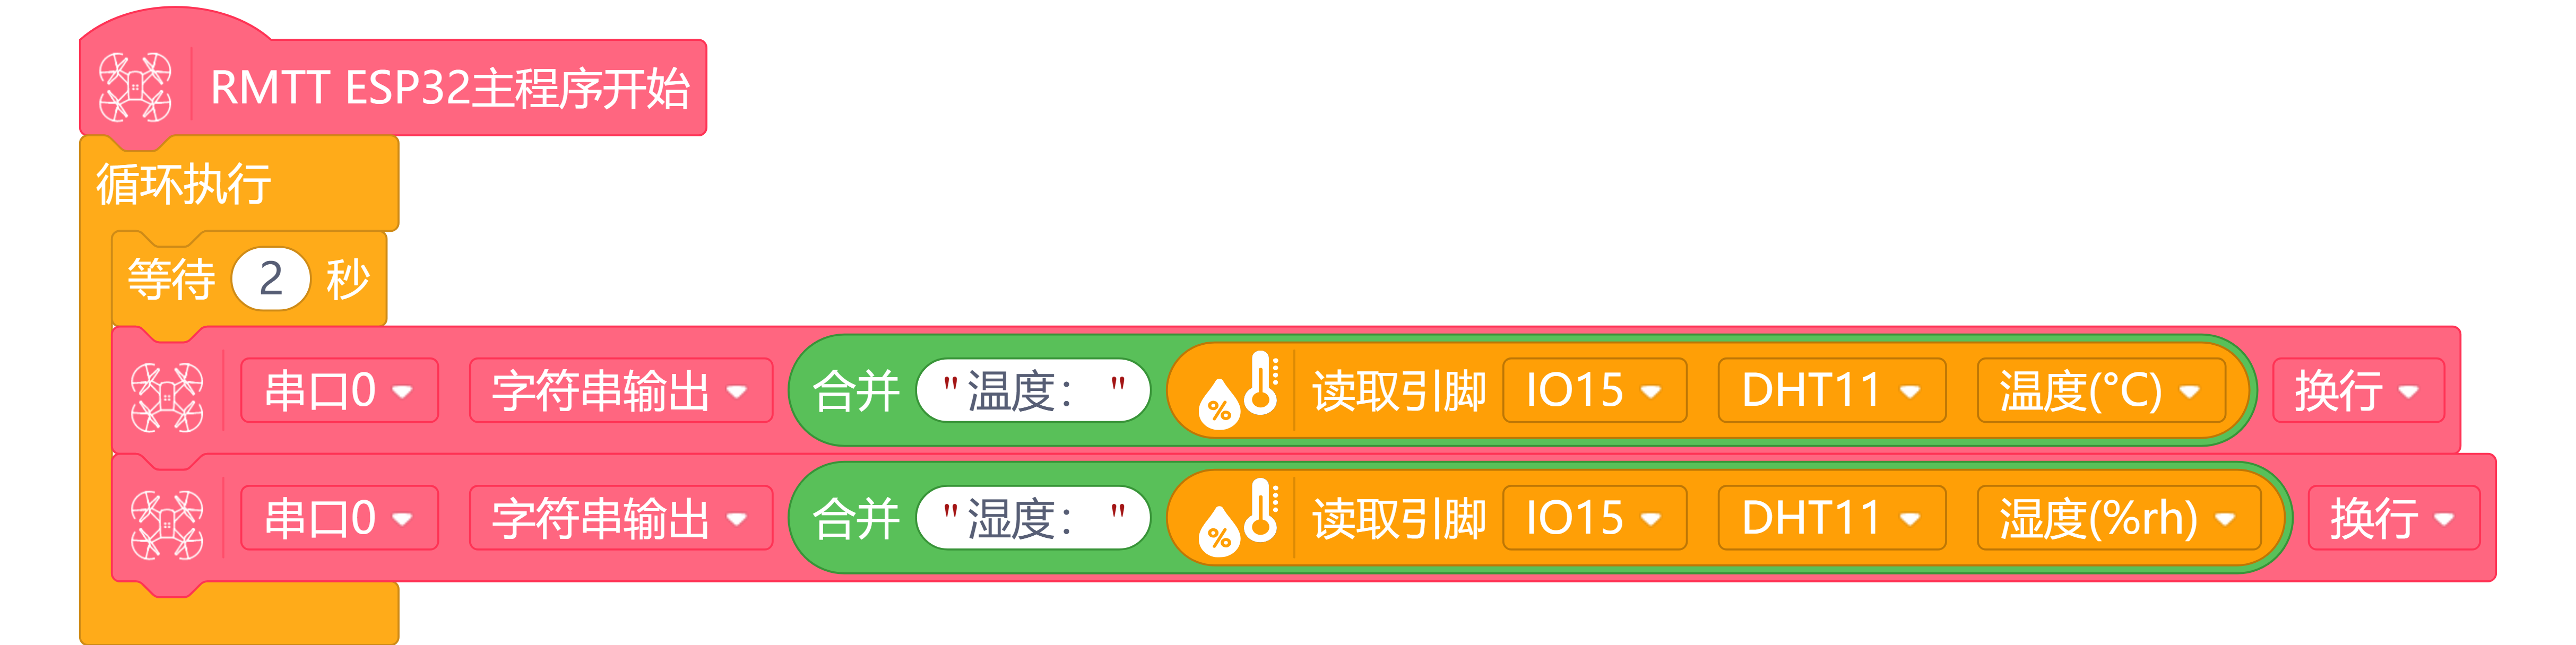 RMTT ESP32主程序开始
循环执行
等待 2 秒
串口0 字符串输出 合并 "温度： " % 读取引脚 IO15 DHT11 温度(°C) 换行
串口0 字符串输出 合并 "湿度： " % 读取引脚 IO15 DHT11 湿度(%rh) 换行